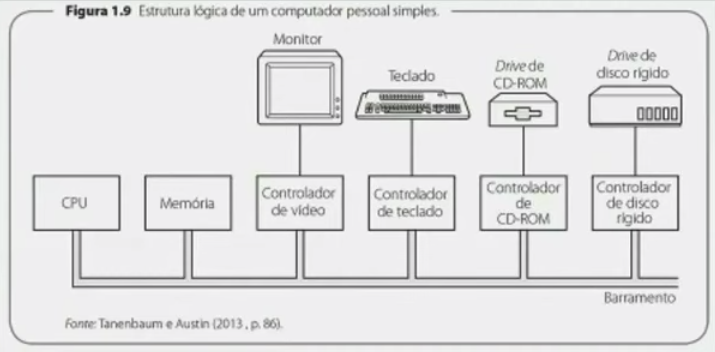 Figura 1.9 Estrutura lógica de um computador pessoal simples.
Monitor
Teclado
Drive de
CD-ROM
Drive de
disco rígido
CPU
Memória
Controlador
de vídeo
Controlador
de teclado
Controlador
de
CD-ROM
Controlador
de disco
rígido
Barramento
Fonte: Tanenbaum e Austin (2013, p. 86).